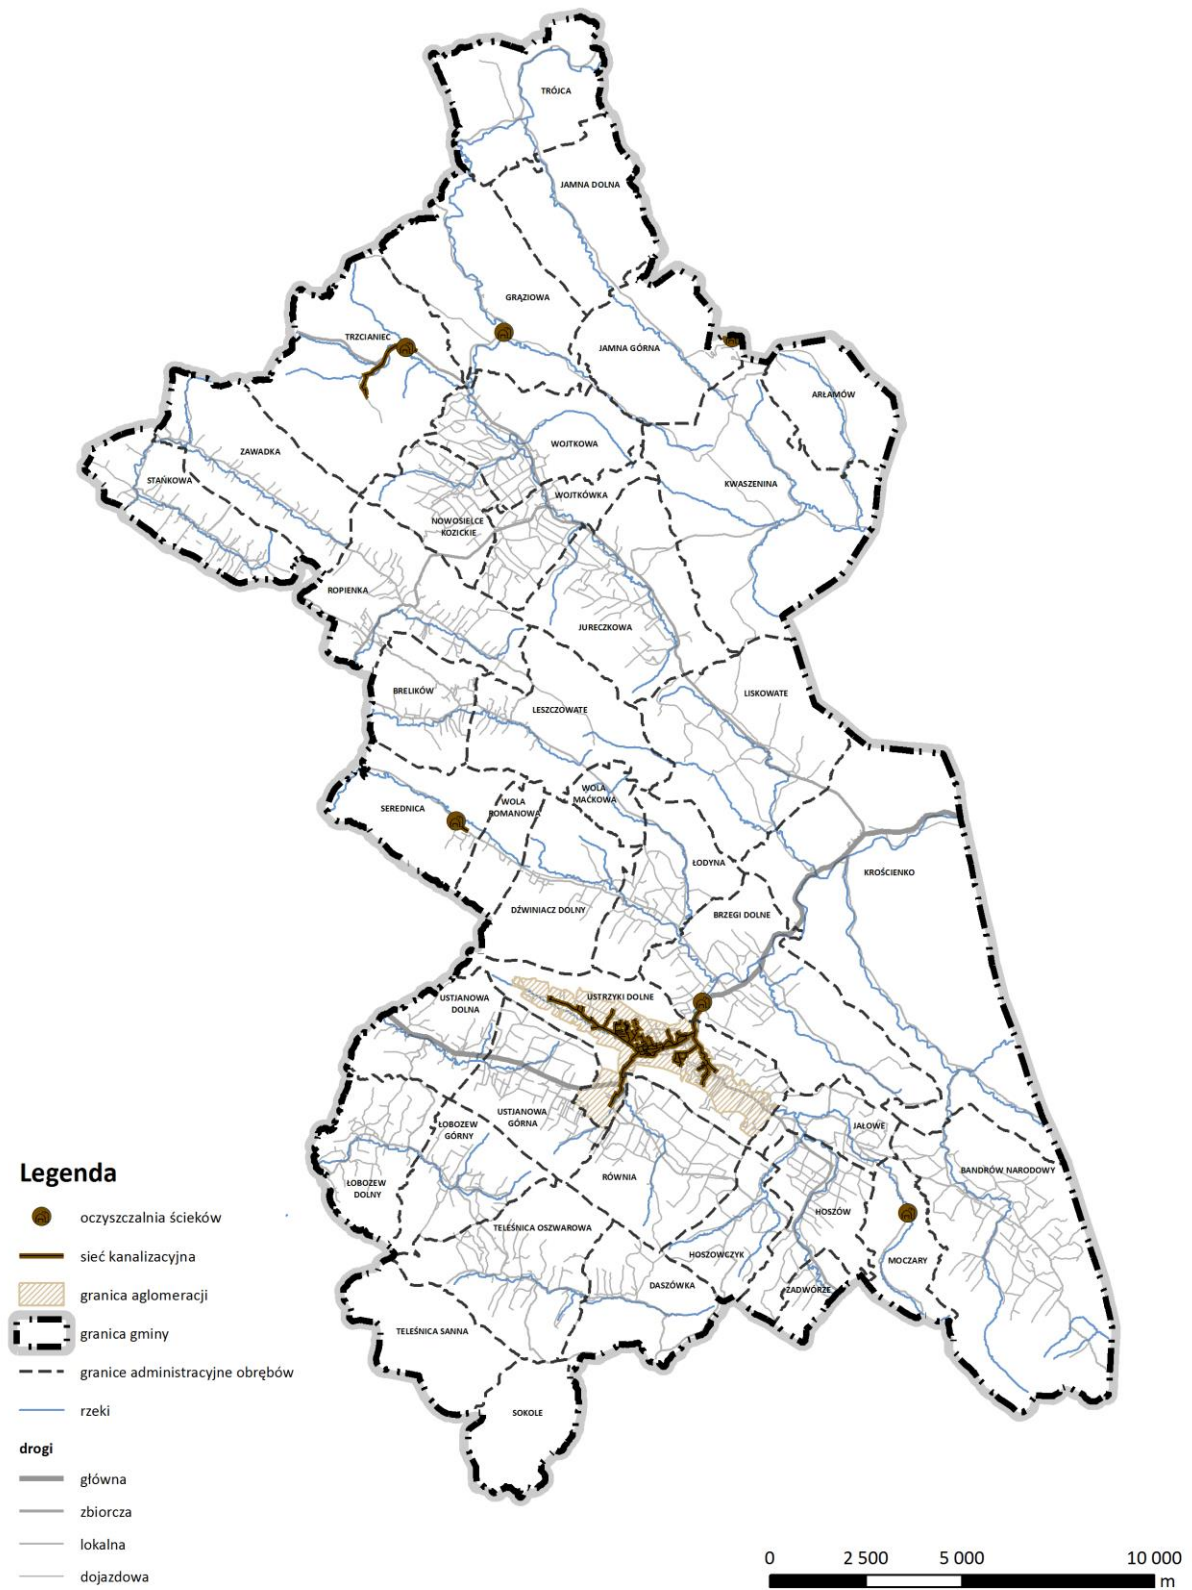 TRÓJCA
JAMNA DOLNA
GRĄZIOWA
TRZCIANIEC
JAMNA GÓRNA
ARŁAMÓW
ZAWADKA
WOJTKOWA
STAŃKOWA
KWASZENINA
WOJTKÓWKA
NOWOSIELCE
KOZICKIE
ROPIENKA
JURECZKOWA
BRELIKÓW
LISKOWATE
LESZCZOWATE
WOLA
MAĆKOWA
SEREDNICA
WOLA
ROMANOWA
ŁODYNA
KROŚCIENKO
DŹWINIACZ DOLNY
BRZEGI DOLNE
USTJANOWA
DOLNA
USTRZYKI DOLNE
USTJANOWA
GÓRNA
ŁOBOZEW
GÓRNY
JAŁOWE
BANDRÓW NARODOWY
RÓWNIA
ŁOBOZEW
DOLNY
HOSZÓW
TELEŚNICA OSZWAROWA
HOSZOWCZYK
MOCZARY
DASZÓWKA
ZADWÓRZE
TELEŚNICA SANNA
SOKOLE
Legenda
oczyszczalnia ścieków
sieć kanalizacyjna
granica aglomeracji
granica gminy
granice administracyjne obrębów
rzeki
drogi
główna
zbiorcza
lokalna
dojazdowa
0 2 500 5 000 10 000
m